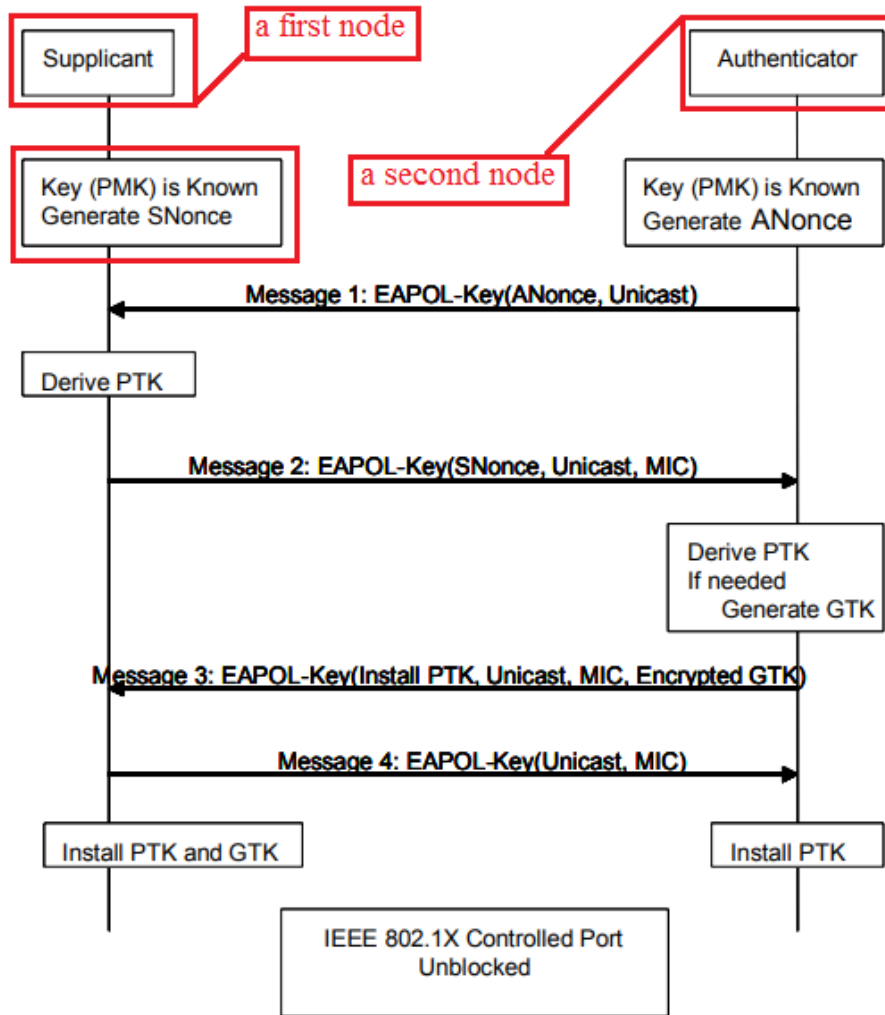 a first node
Supplicant
Authenticator
a second node
Key (PMK) is Known
Generate SNonce
Key (PMK) is Known
Generate ANonce
Message 1: EAPOL-Key(ANonce, Unicast)
Derive PTK
Message 2: EAPOL-Key(SNonce, Unicast, MIC)
Derive PTK
If needed
Generate GTK
Message 3: EAPOL-Key(Install PTK, Unicast, MIC, Encrypted GTK)
Message 4: EAPOL-Key(Unicast, MIC)
Install PTK and GTK
Install PTK
IEEE 802.1X Controlled Port
Unblocked